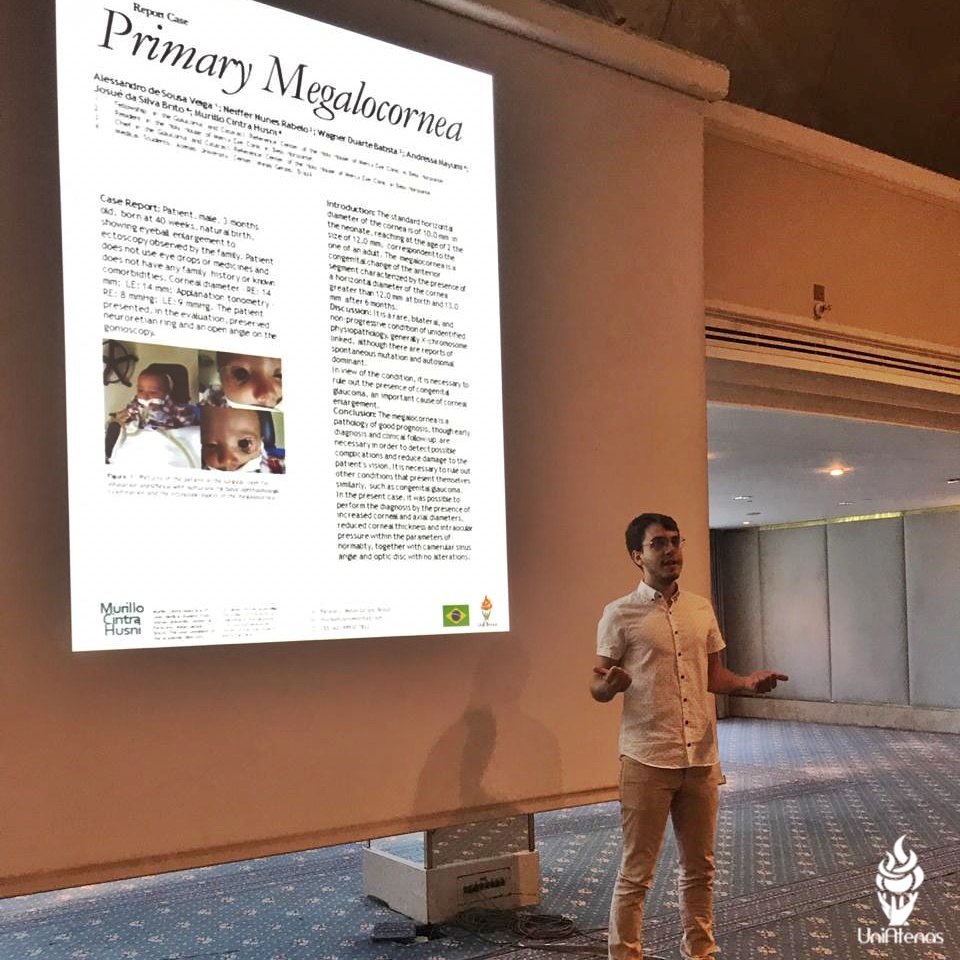 Report Case
Primary Megalocornea
Alessandro de Sousa Veiga ¹; Neiffer Nunes Rabelo ²; Wagner Duarte Batista ³; Andressa Mayumi ⁴;
Josué da Silva Brito ⁴; Murillo Cintra Husni ⁴
Case Report: Patient, male, 3 months
old, born at 40 weeks, natural birth,
showing eyeball enlargement to
ectoscopy observed by the family. Patient
does not use eye drops or medicines and
does not have any family history or known
comorbidities. Corneal diameter: RE: 14
mm; LE: 14 mm; Applanation tonometry -
RE: 8 mmHg; LE: 9 mmHg. The patient
presented, in the evaluation, preserved
neuroretian ring and an open angle on the
gonioscopy.
Introduction: The standard horizontal
diameter of the cornea is of 10.0 mm in
the neonate, reaching at the age of 2 the
size of 12.0 mm, correspondent to the
one of an adult. The megalocornea is a
congenital change of the anterior
segment characterized by the presence of
a horizontal diameter of the cornea
greater than 12.0 mm at birth and 13.0
mm after 6 months.
Discussion: It is a rare, bilateral, and
non-progressive condition of unidentified
physiopathology, generally X-chromosome
linked, although there are reports of
spontaneous mutation and autosomal
dominant.
In view of the condition, it is necessary to
rule out the presence of congenital
glaucoma, an important cause of corneal
enlargement.
Conclusion: The megalocornea is a
pathology of good prognosis, though early
diagnosis and clinical follow-up are
necessary in order to detect possible
complications and reduce damage to the
patient's vision. It is necessary to rule out
other conditions that present themselves
similarly, such as congenital glaucoma.
In the present case, it was possible to
perform the diagnosis by the presence of
increased corneal and axial diameters,
reduced corneal thickness and intraocular
pressure within the parameters of
normality, together with camerular sinus
angle and optic disc with no alterations.
Murillo
Cintra
Husni
UniAtenas